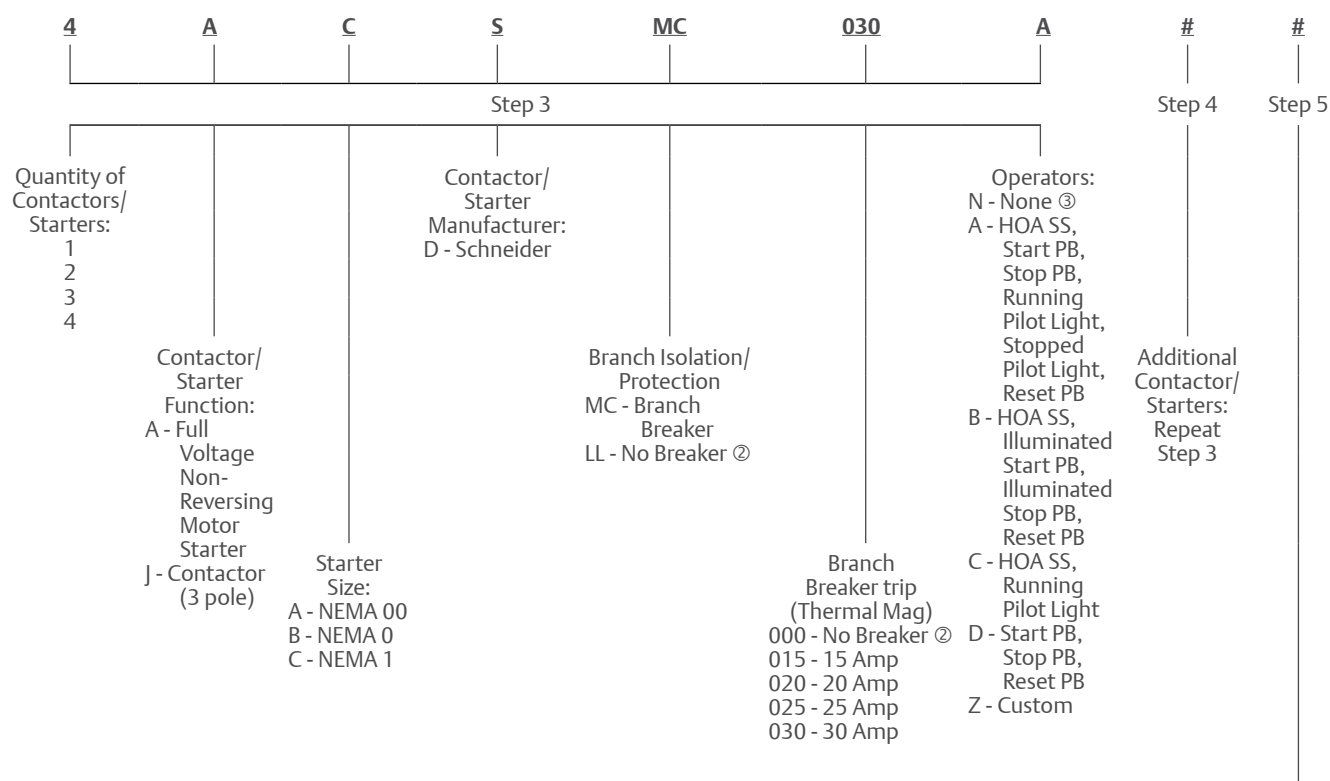 4 A C S MC 030 A # #
Step 3 Step 4 Step 5
Quantity of
Contactors/
Starters:
1
2
3
4
Contactor/
Starter
Function:
A - Full
Voltage
Non-
Reversing
Motor
Starter
J - Contactor
(3 pole)
Starter
Size:
A - NEMA 00
B - NEMA 0
C - NEMA 1
Contactor/
Starter
Manufacturer:
D - Schneider
Branch Isolation/
Protection
MC - Branch
Breaker
LL - No Breaker ②
Branch
Breaker trip
(Thermal Mag)
000 - No Breaker ②
015 - 15 Amp
020 - 20 Amp
025 - 25 Amp
030 - 30 Amp
Operators:
N - None ③
A - HOA SS,
Start PB,
Stop PB,
Running
Pilot Light,
Stopped
Pilot Light,
Reset PB
B - HOA SS,
Illuminated
Start PB,
Illuminated
Stop PB,
Reset PB
C - HOA SS,
Running
Pilot Light
D - Start PB,
Stop PB,
Reset PB
Z - Custom
Additional
Contactor/
Starters:
Repeat
Step 3